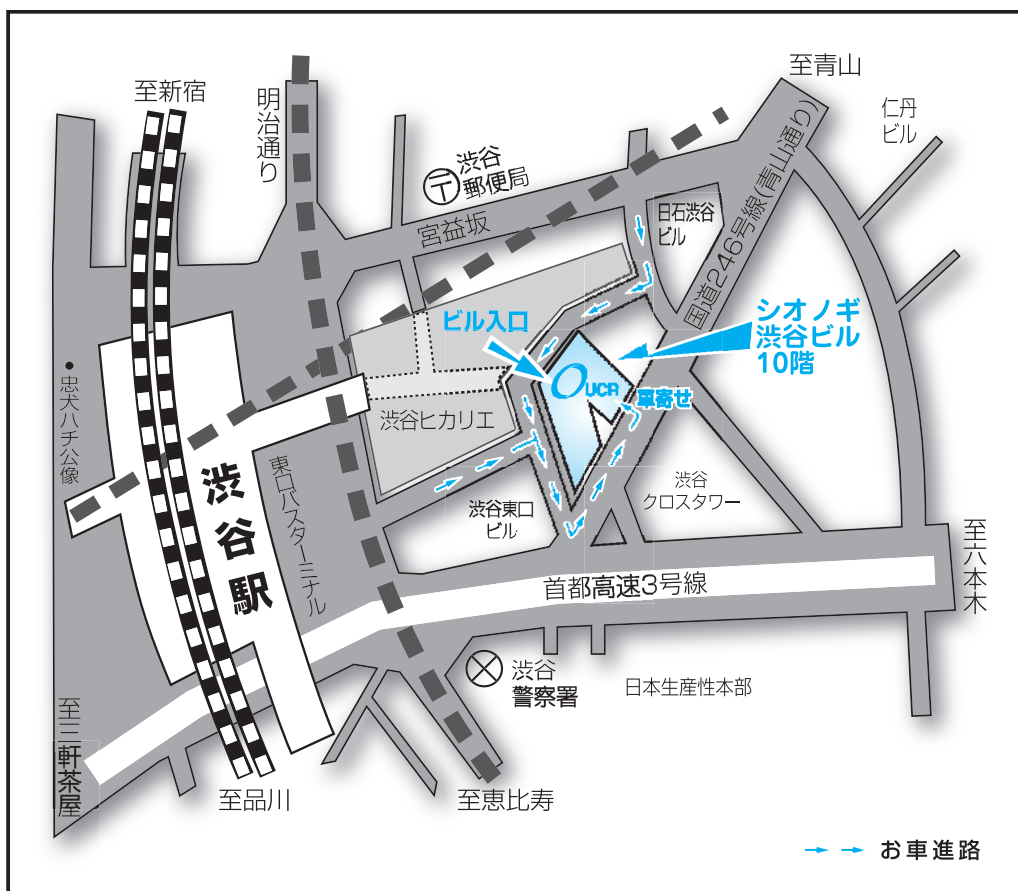 至青山
至新宿
明治通り
仁丹
ビル
〒
渋谷
郵便局
宮益坂
日石渋谷
ビル
国道246号線(青山通り)
ビル入口
シオノギ
渋谷ビル
10階
UCR
車寄せ
●忠犬ハチ公像
渋谷ヒカリエ
渋谷駅
東口バスターミナル
渋谷東口
ビル
渋谷
クロスタワー
至六本木
首都高速3号線
渋谷
警察署
日本生産性本部
至三軒茶屋
至品川
至恵比寿
お車進路